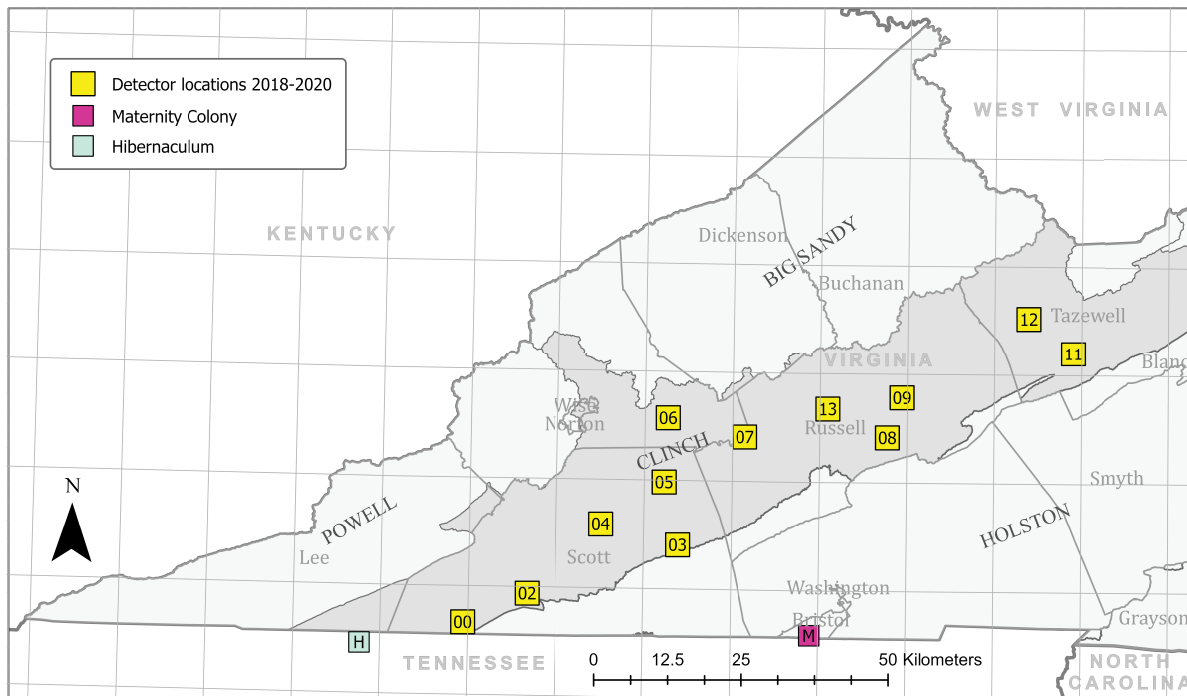 Detector locations 2018-2020
Maternity Colony
Hibernaculum
WEST VIRGINIA
KENTUCKY
Dickenson
BIG SANDY
Buchanan
12
Tazewell
11
VIRGINIA
Bland
09
13
Wise
06
Norton
Russell
07
08
CLINCH
05
Smyth
N
POWELL
04
HOLSTON
03
Lee
Scott
02
Washington
00
Bristol
Grayson
H
M
TENNESSEE
NORTH
CAROLINA
0 12.5 25 50 Kilometers